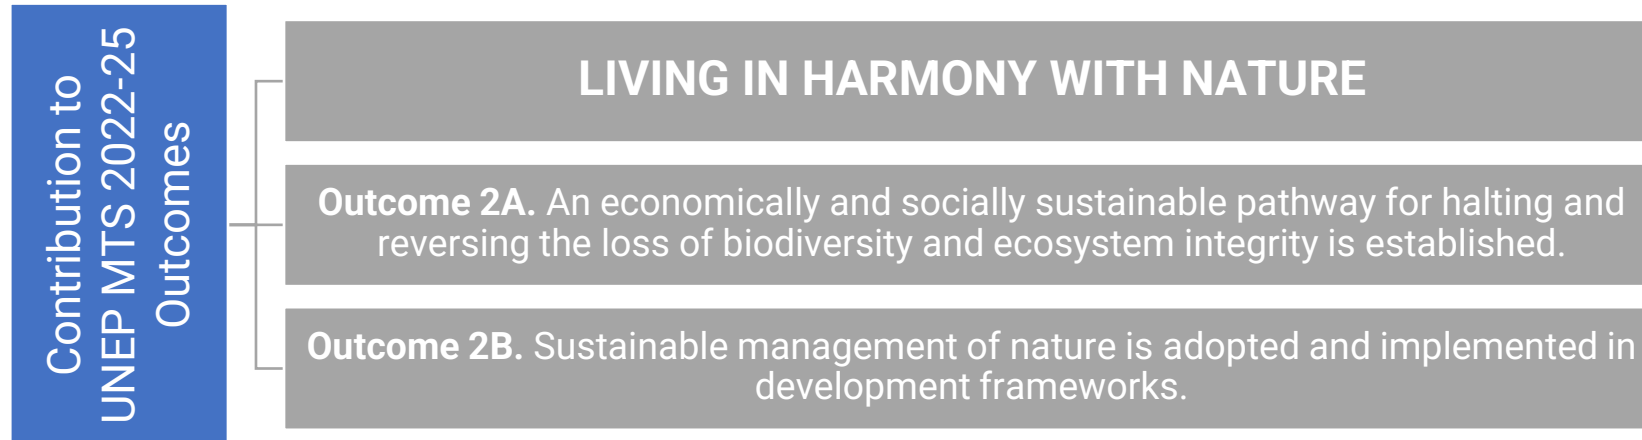 Contribution to
UNEP MTS 2022-25
Outcomes
LIVING IN HARMONY WITH NATURE
Outcome 2A. An economically and socially sustainable pathway for halting and
reversing the loss of biodiversity and ecosystem integrity is established.
Outcome 2B. Sustainable management of nature is adopted and implemented in
development frameworks.